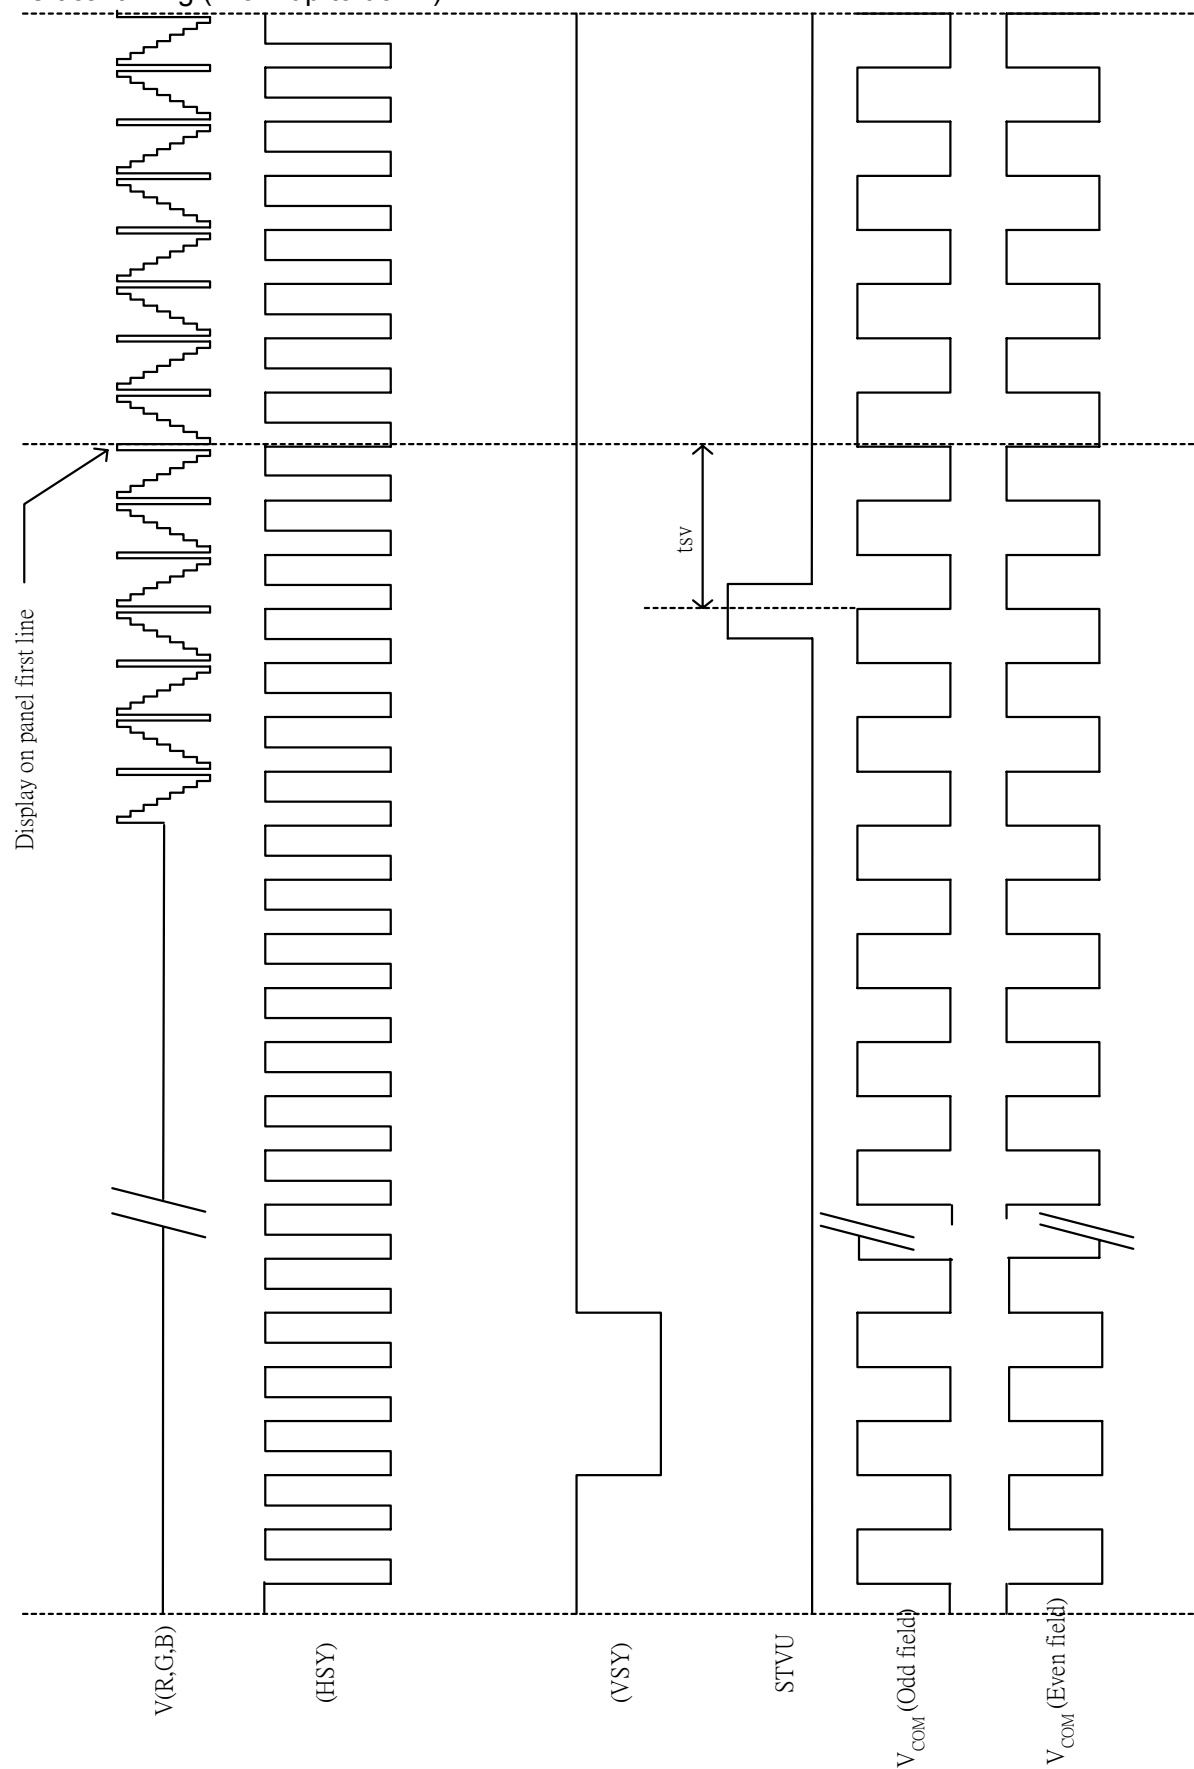 Display on panel first line
tsv
V(R,G,B)
(HSY)
(VSY)
STVU
VCOM (Odd field)
VCOM (Even field)